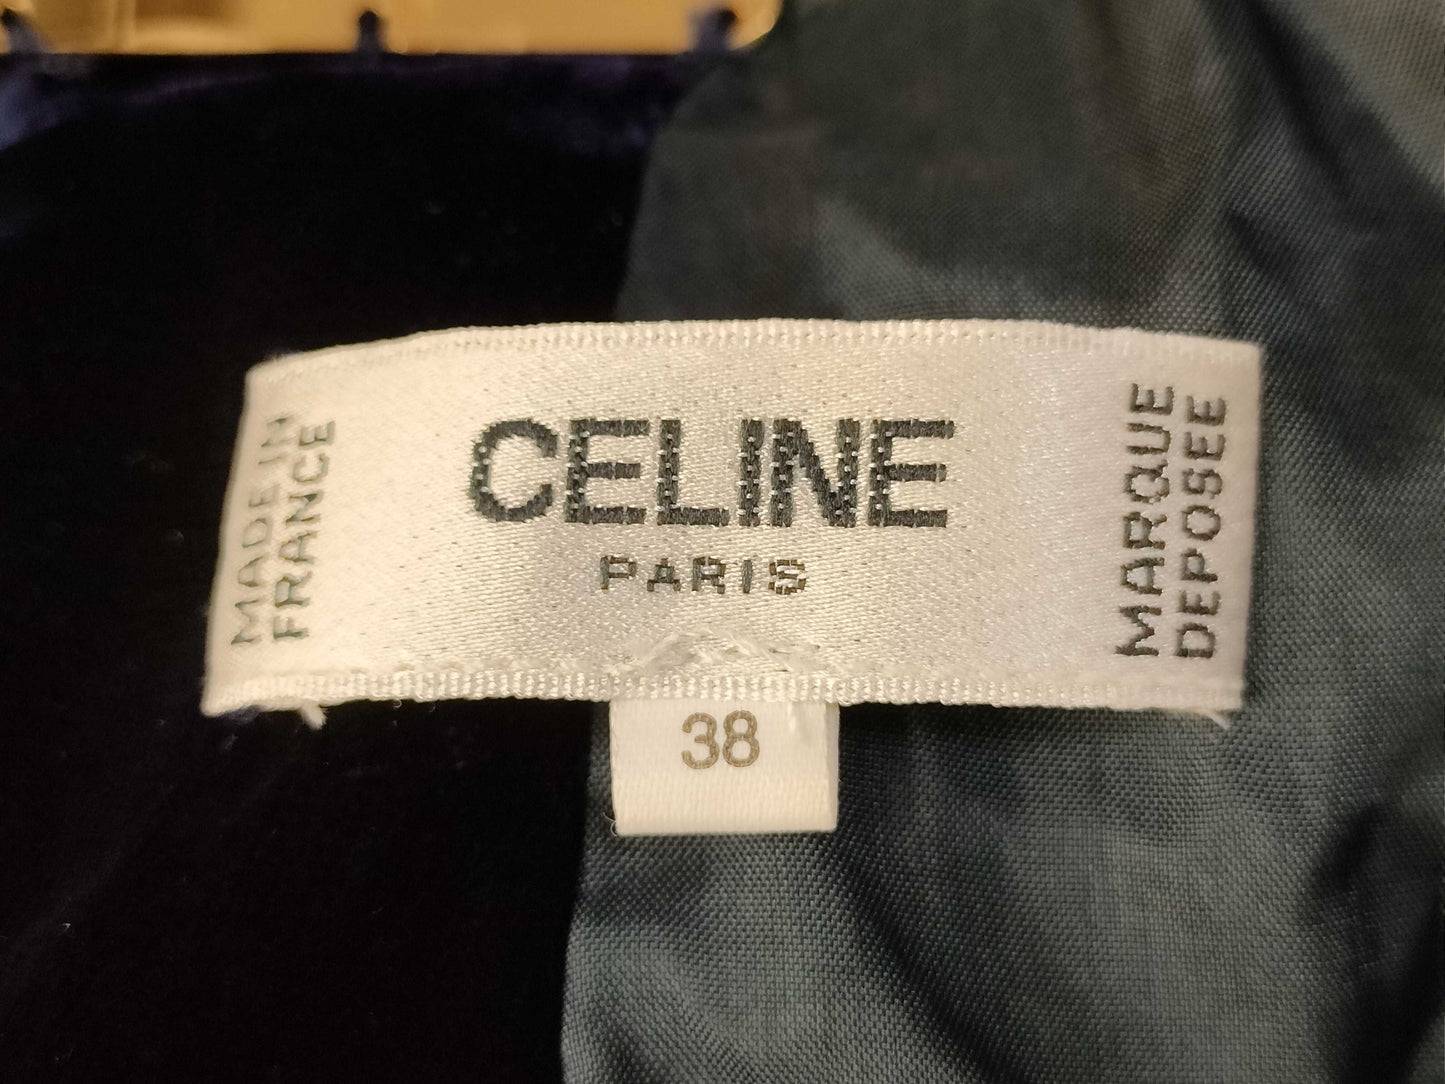 MADE IN
FRANCE
CELINE
PARIS
MARQUE
DEPOSEE
38